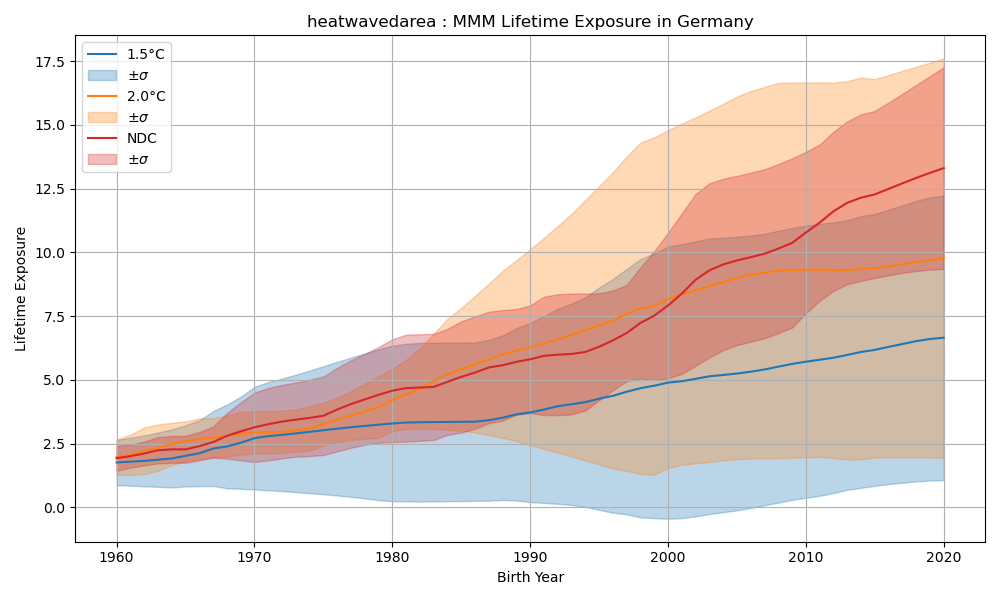 heatwavedarea : MMM Lifetime Exposure in Germany
1.5°C
±σ
2.0°C
±σ
NDC
±σ
Lifetime Exposure
17.5
15.0
12.5
10.0
7.5
5.0
2.5
0.0
1960 1970 1980 1990 2000 2010 2020
Birth Year